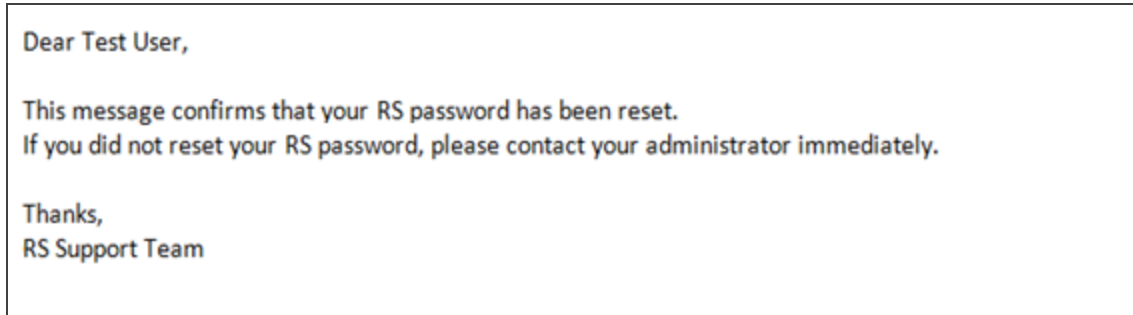 Dear Test User,
This message confirms that your RS password has been reset.
If you did not reset your RS password, please contact your administrator immediately.
Thanks,
RS Support Team